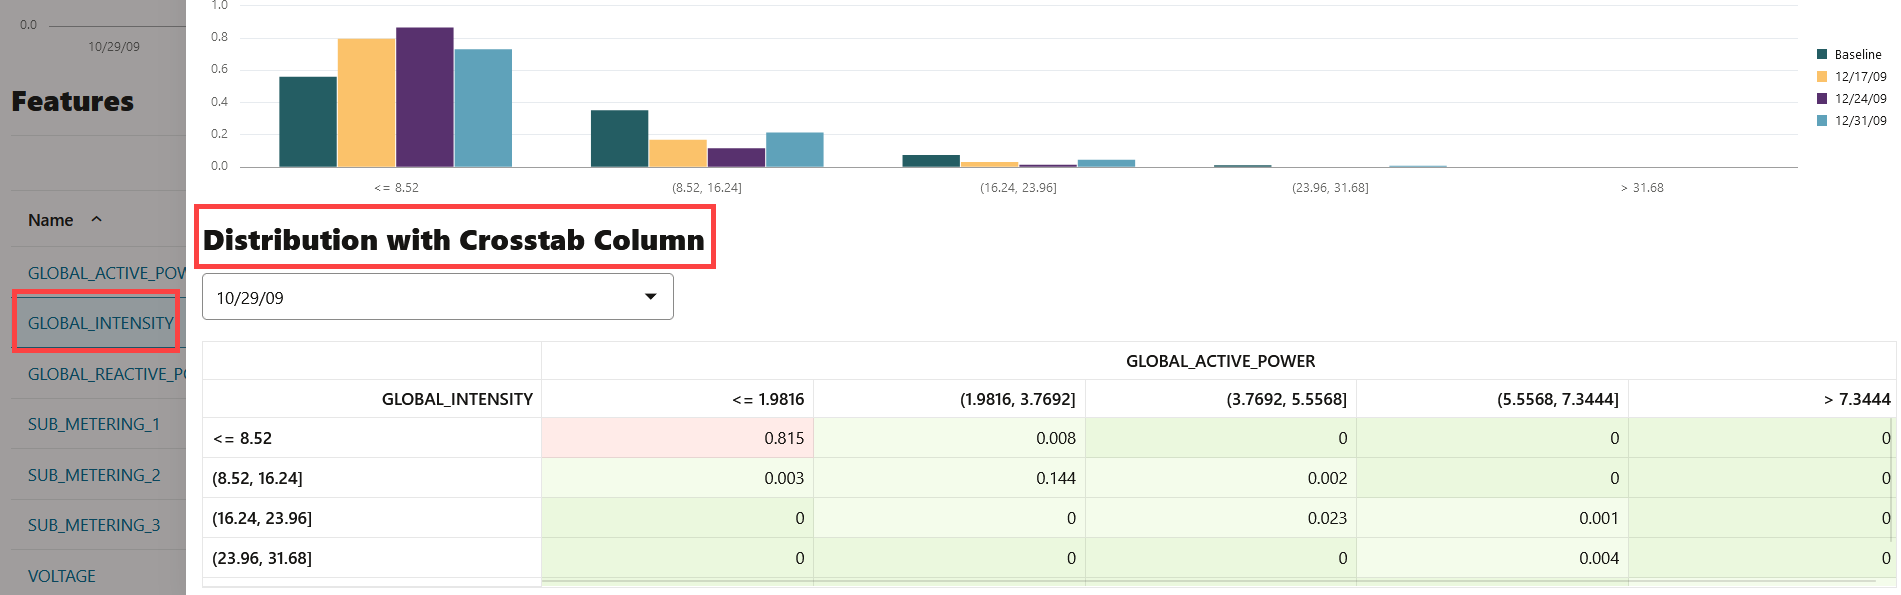 0.0
10/29/09
Features
Name
GLOBAL_ACTIVE_POW
GLOBAL_INTENSITY
GLOBAL_REACTIVE_PO
SUB_METERING_1
SUB_METERING_2
SUB_METERING_3
VOLTAGE
1.0
0.8
0.6
0.4
0.2
0.0
<= 8.52 (8.52, 16.24] (16.24, 23.96] (23.96, 31.68] > 31.68
Baseline
12/17/09
12/24/09
12/31/09
Distribution with Crosstab Column
10/29/09
GLOBAL_ACTIVE_POWER
GLOBAL_INTENSITY <= 1.9816 (1.9816, 3.7692] (3.7692, 5.5568] (5.5568, 7.3444] > 7.3444
<= 8.52 0.815 0.008 0 0 0
(8.52, 16.24] 0.003 0.144 0.002 0 0
(16.24, 23.96] 0 0 0.023 0.001 0
(23.96, 31.68] 0 0 0 0.004 0